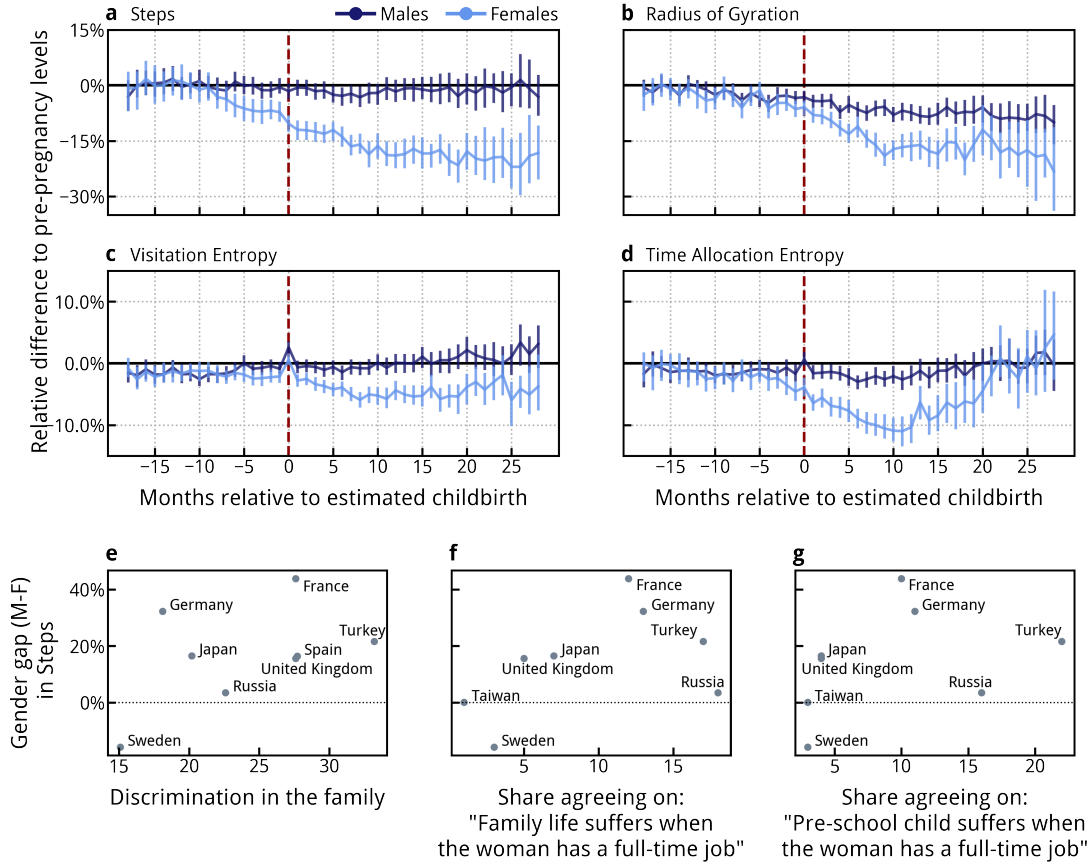 a Steps
Males Females
b Radius of Gyration
15%
0%
−15%
−30%
Relative difference to pre-pregnancy levels
c Visitation Entropy
d Time Allocation Entropy
10.0%
0.0%
−10.0%
−15 −10 −5 0 5 10 15 20 25
−15 −10 −5 0 5 10 15 20 25
Months relative to estimated childbirth
Months relative to estimated childbirth
e
f
g
Gender gap (M-F)
in Steps
40%
20%
0%
France
Germany
Turkey
Japan
Spain
United Kingdom
Russia
Sweden
15 20 25 30
Discrimination in the family
France
Germany
Turkey
Japan
United Kingdom
Russia
Taiwan
Sweden
5 10 15
Share agreeing on:
"Family life suffers when
the woman has a full-time job"
France
Germany
Turkey
Japan
United Kingdom
Russia
Taiwan
Sweden
5 10 15 20
Share agreeing on:
"Pre-school child suffers when
the woman has a full-time job"